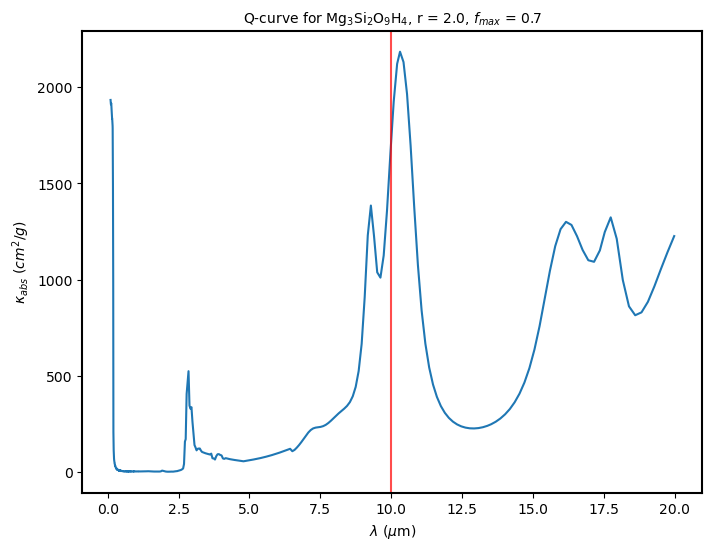 Q-curve for Mg₃Si₂O₉H₄, r = 2.0, fₘₐₓ = 0.7
κ_abs (cm²/g)
2000
1500
1000
500
0
0.0 2.5 5.0 7.5 10.0 12.5 15.0 17.5 20.0
λ (μm)